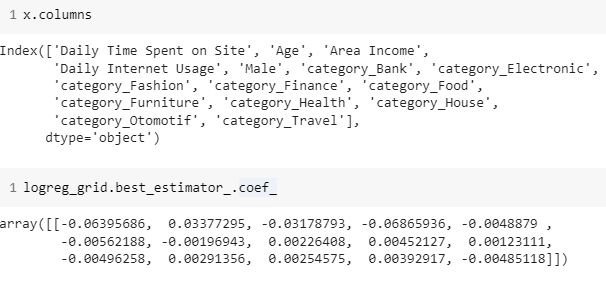 1 x.columns
Index(['Daily Time Spent on Site', 'Age', 'Area Income',
'Daily Internet Usage', 'Male', 'category_Bank', 'category_Electronic',
'category_Fashion', 'category_Finance', 'category_Food',
'category_Furniture', 'category_Health', 'category_House',
'category_Otomotif', 'category_Travel'],
dtype='object')
1 logreg_grid.best_estimator_.coef_
array([[-0.06395686, 0.03377295, -0.03178793, -0.06865936, -0.0048879 ,
-0.00562188, -0.00196943, 0.00226408, 0.00452127, 0.00123111,
-0.00496258, 0.00291356, 0.00254575, 0.00392917, -0.00485118]])